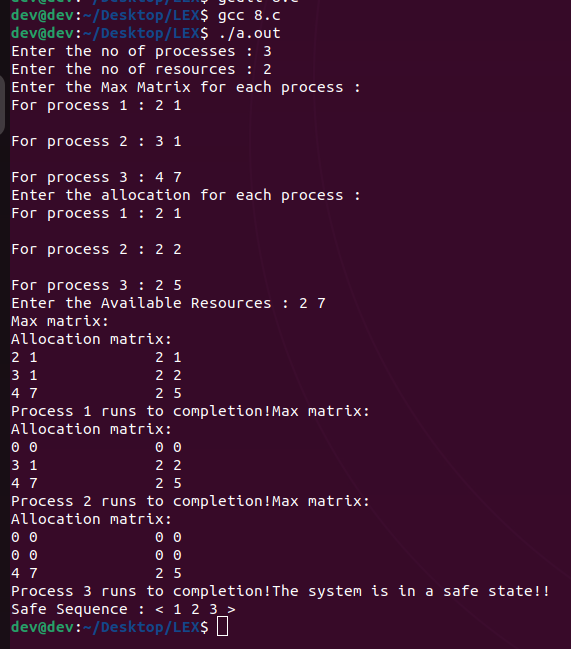 dev@dev:~/Desktop/LEX$ gcc 8.c
dev@dev:~/Desktop/LEX$ ./a.out
Enter the no of processes : 3
Enter the no of resources : 2
Enter the Max Matrix for each process :
For process 1 : 2 1
For process 2 : 3 1
For process 3 : 4 7
Enter the allocation for each process :
For process 1 : 2 1
For process 2 : 2 2
For process 3 : 2 5
Enter the Available Resources : 2 7
Max matrix:
Allocation matrix:
2 1             2 1
3 1             2 2
4 7             2 5
Process 1 runs to completion!Max matrix:
Allocation matrix:
0 0             0 0
3 1             2 2
4 7             2 5
Process 2 runs to completion!Max matrix:
Allocation matrix:
0 0             0 0
0 0             0 0
4 7             2 5
Process 3 runs to completion!The system is in a safe state!!
Safe Sequence : < 1 2 3 >
dev@dev:~/Desktop/LEX$